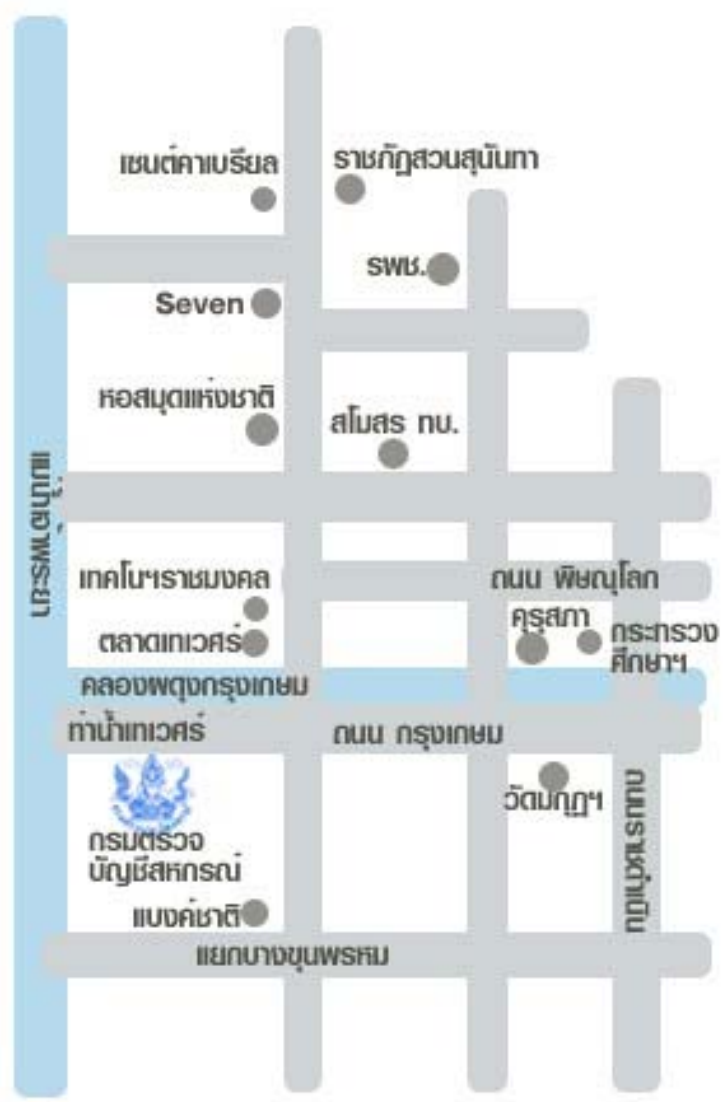 เซนต์คาเบรียล
ราชภัฏสวนสุนันทา
รพช.
Seven
หอสมุดแห่งชาติ
สโมสร ทบ.
แม่น้ำเจ้าพระยา
เทคโนฯราชมงคล
ถนน พิษณุโลก
ตลาดเทเวศร์
คุรุสภา
กระทรวง
ศึกษาฯ
คลองผดุงกรุงเกษม
ท่าน้ำเทเวศร์
ถนน กรุงเกษม
วัดมกุฏฯ
ถนนราชดำเนิน
กรมตรวจ
บัญชีสหกรณ์
แบงค์ชาติ
แยกบางขุนพรหม